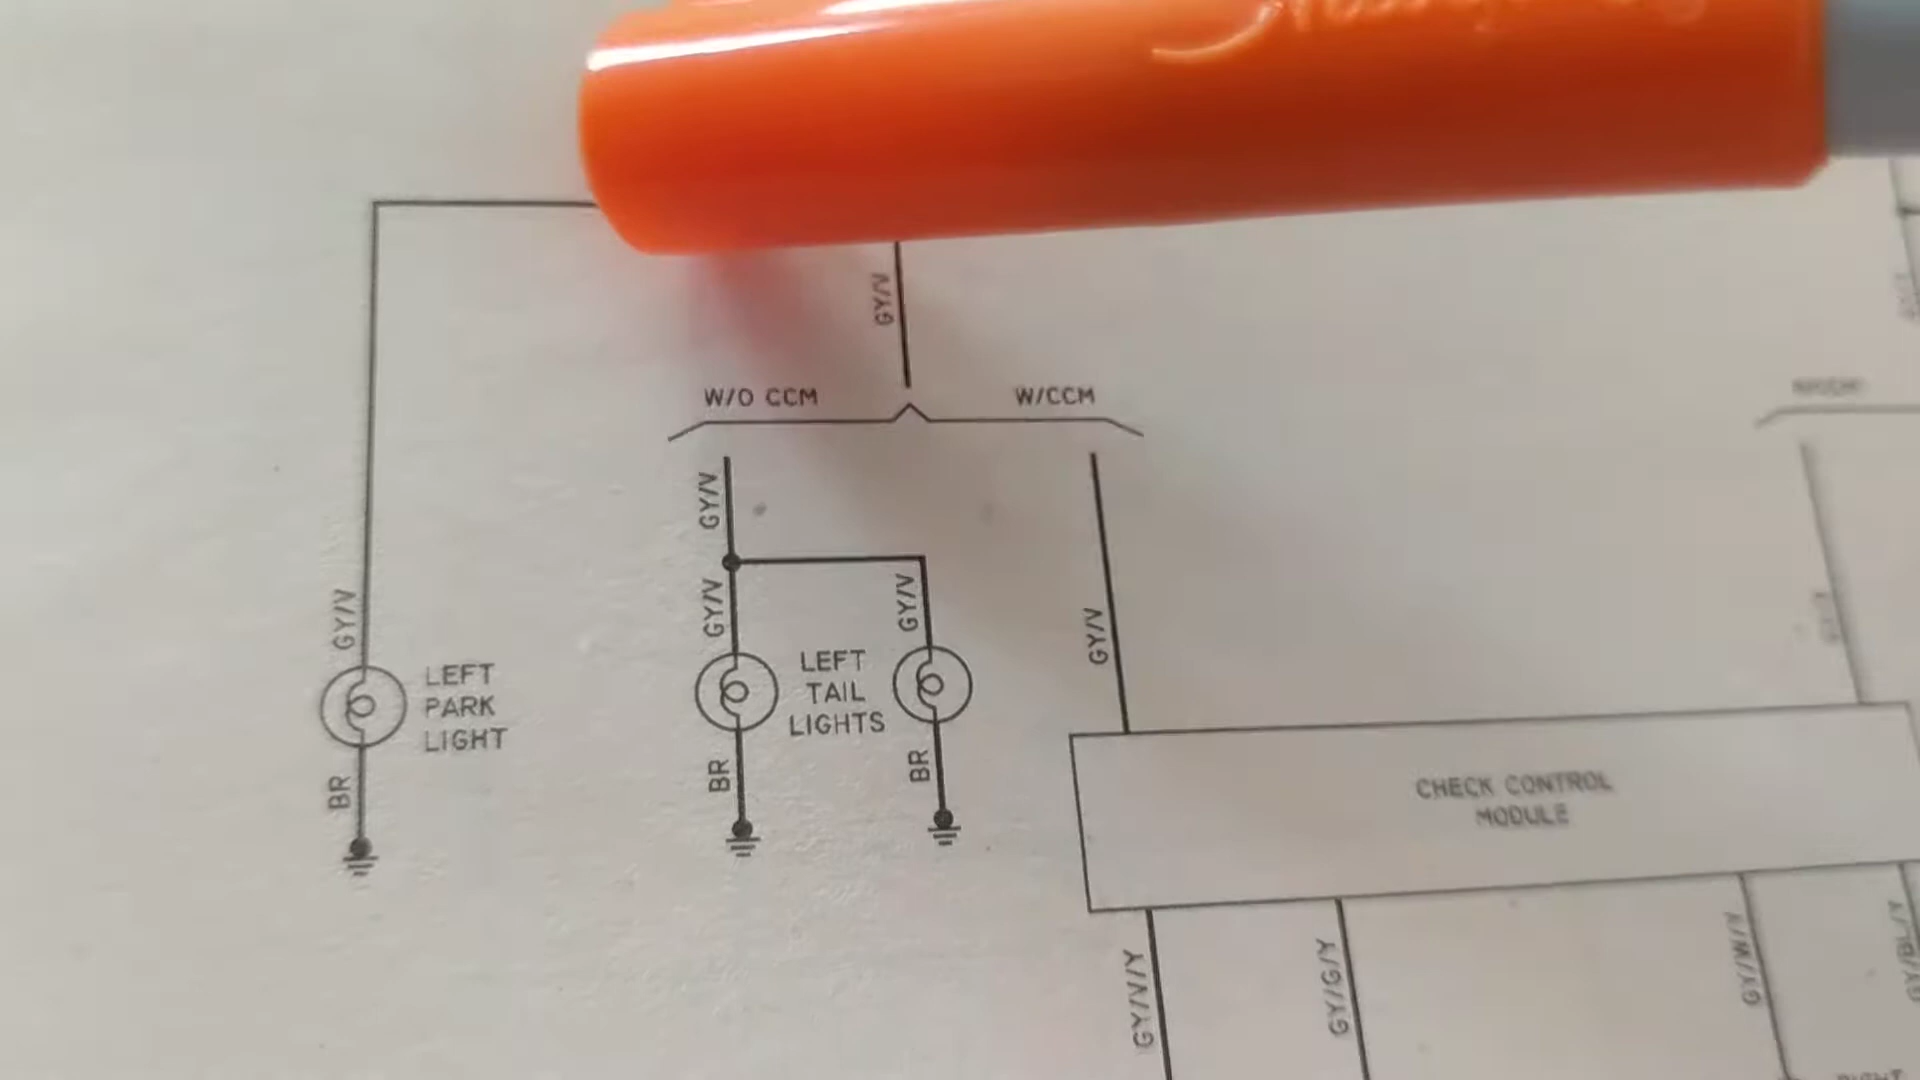 GY/V
W/O CCM
W/CCM
GY/V
GY/V
GY/V
GY/V
GY/V
LEFT
PARK
LIGHT
LEFT
TAIL
LIGHTS
BR
BR
BR
CHECK CONTROL
MODULE
GY/V/Y
GY/G/Y
GY/W/Y